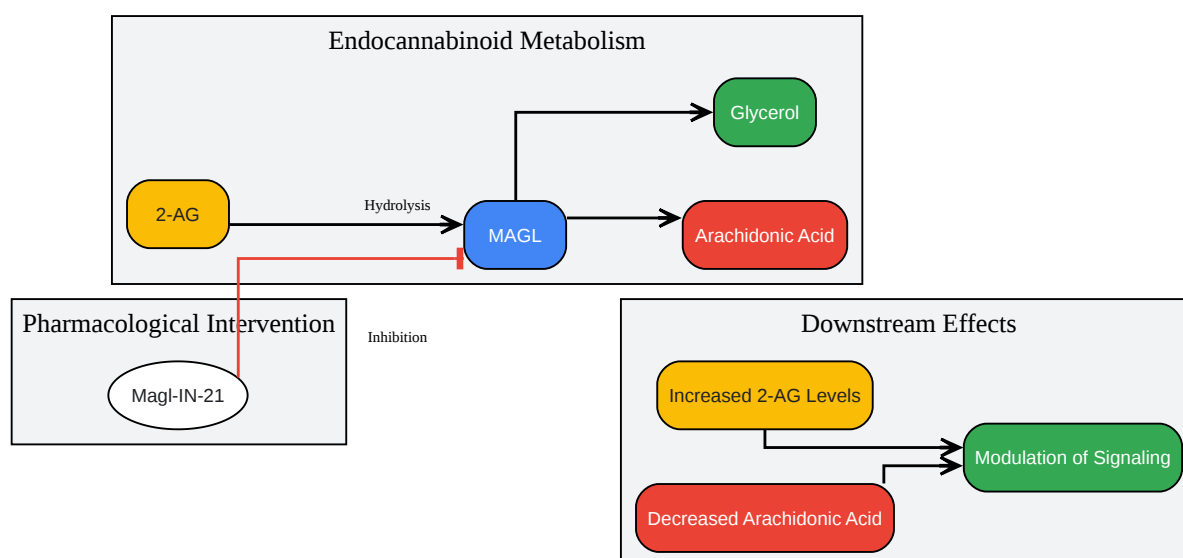 Endocannabinoid Metabolism
Glycerol
2-AG
Hydrolysis
MAGL
Arachidonic Acid
Pharmacological Intervention
Inhibition
Magl-IN-21
Downstream Effects
Increased 2-AG Levels
Modulation of Signaling
Decreased Arachidonic Acid